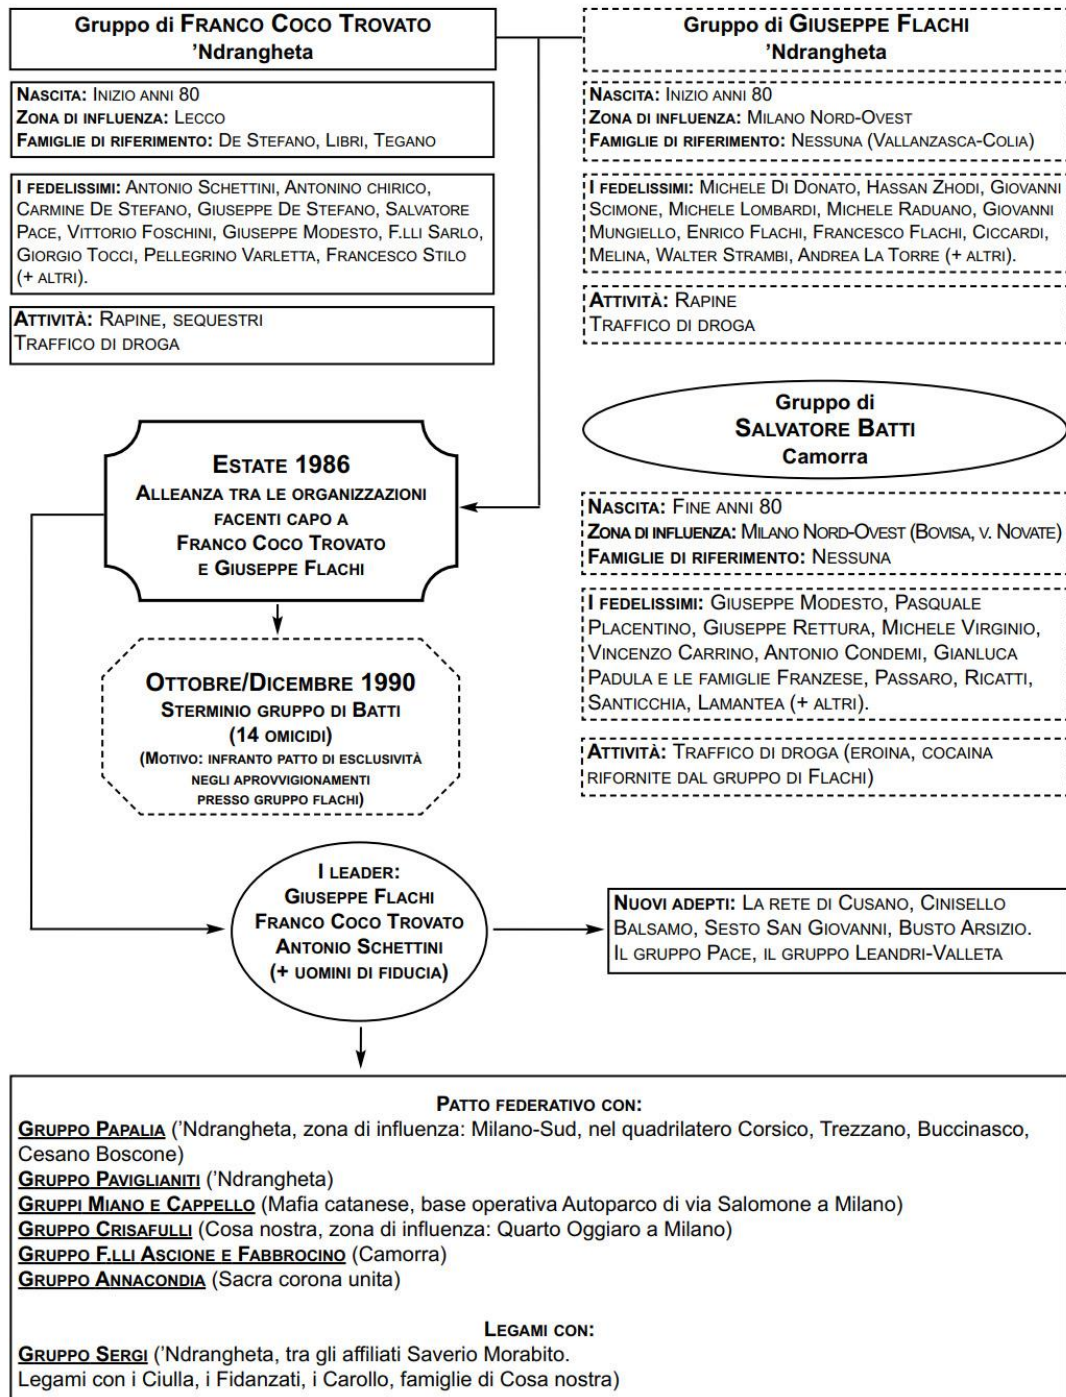 Gruppo di FRANCO COCO TROVATO
'Ndrangheta
NASCITA: INIZIO ANNI 80
ZONA DI INFLUENZA: LECCO
FAMIGLIE DI RIFERIMENTO: DE STEFANO, LIBRI, TEGANO
I FEDELISSIMI: ANTONIO SCHETTINI, ANTONINO CHIRICO,
CARMINE DE STEFANO, GIUSEPPE DE STEFANO, SALVATORE
PACE, VITTORIO FOSCHINI, GIUSEPPE MODESTO, F.LLI SARLO,
GIORGIO TOCCI, PELLEGRINO VARLETTA, FRANCESCO STILO
(+ ALTRI).
ATTIVITÀ: RAPINE, SEQUESTRI
TRAFFICO DI DROGA
Gruppo di GIUSEPPE FLACHI
'Ndrangheta
NASCITA: INIZIO ANNI 80
ZONA DI INFLUENZA: MILANO NORD-OVEST
FAMIGLIE DI RIFERIMENTO: NESSUNA (VALLANZASCA-COLIA)
I FEDELISSIMI: MICHELE DI DONATO, HASSAN ZHODI, GIOVANNI
SCIMONE, MICHELE LOMBARDI, MICHELE RADUANO, GIOVANNI
MUNGIELLO, ENRICO FLACHI, FRANCESCO FLACHI, CICCARDI,
MELINA, WALTER STRAMBI, ANDREA LA TORRE (+ ALTRI).
ATTIVITÀ: RAPINE
TRAFFICO DI DROGA
Gruppo di
SALVATORE BATTI
Camorra
NASCITA: FINE ANNI 80
ZONA DI INFLUENZA: MILANO NORD-OVEST (BOVISA, V. NOVATE)
FAMIGLIE DI RIFERIMENTO: NESSUNA
I FEDELISSIMI: GIUSEPPE MODESTO, PASQUALE
PLACENTINO, GIUSEPPE RETTURA, MICHELE VIRGINIO,
VINCENZO CARRINO, ANTONIO CONDEMI, GIANLUCA
PADULA E LE FAMIGLIE FRANZESE, PASSARO, RICATTI,
SANTICCHIA, LAMANTEA (+ ALTRI).
ATTIVITÀ: TRAFFICO DI DROGA (EROINA, COCAINA
RIFORNITE DAL GRUPPO DI FLACHI)
ESTATE 1986
ALLEANZA TRA LE ORGANIZZAZIONI
FACENTI CAPO A
FRANCO COCO TROVATO
E GIUSEPPE FLACHI
OTTOBRE/DICEMBRE 1990
STERMINIO GRUPPO DI BATTI
(14 OMICIDI)
(MOTIVO: INFRANTO PATTO DI ESCLUSIVITÀ
NEGLI APROVVIGIONAMENTI
PRESSO GRUPPO FLACHI)
I LEADER:
GIUSEPPE FLACHI
FRANCO COCO TROVATO
ANTONIO SCHETTINI
(+ UOMINI DI FIDUCIA)
NUOVI ADEPTI: LA RETE DI CUSANO, CINISELLO
BALSAMO, SESTO SAN GIOVANNI, BUSTO ARSIZIO.
IL GRUPPO PACE, IL GRUPPO LEANDRI-VALLETA
PATTO FEDERATIVO CON:
GRUPPO PAPALIA ('Ndrangheta, zona di influenza: Milano-Sud, nel quadrilatero Corsico, Trezzano, Buccinasco,
Cesano Boscone)
GRUPPO PAVIGLIANITI ('Ndrangheta)
GRUPPI MIANO E CAPPELLO (Mafia catanese, base operativa Autoparco di via Salomone a Milano)
GRUPPO CRISAFULLI (Cosa nostra, zona di influenza: Quarto Oggiaro a Milano)
GRUPPO F.LLI ASCIONE E FABBROCINO (Camorra)
GRUPPO ANNACONDIA (Sacra corona unita)
LEGAMI CON:
GRUPPO SERGI ('Ndrangheta, tra gli affiliati Saverio Morabito.
Legami con i Ciulla, i Fidanzati, i Carollo, famiglie di Cosa nostra)